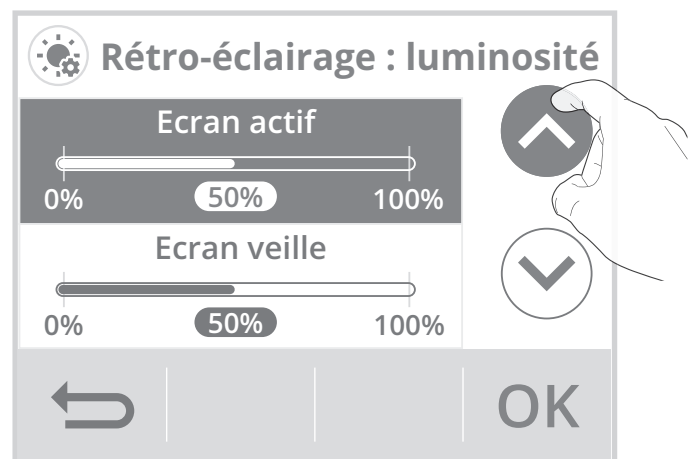 Rétro-éclairage : luminosité
Ecran actif
0% 50% 100%
Ecran veille
0% 50% 100%
OK